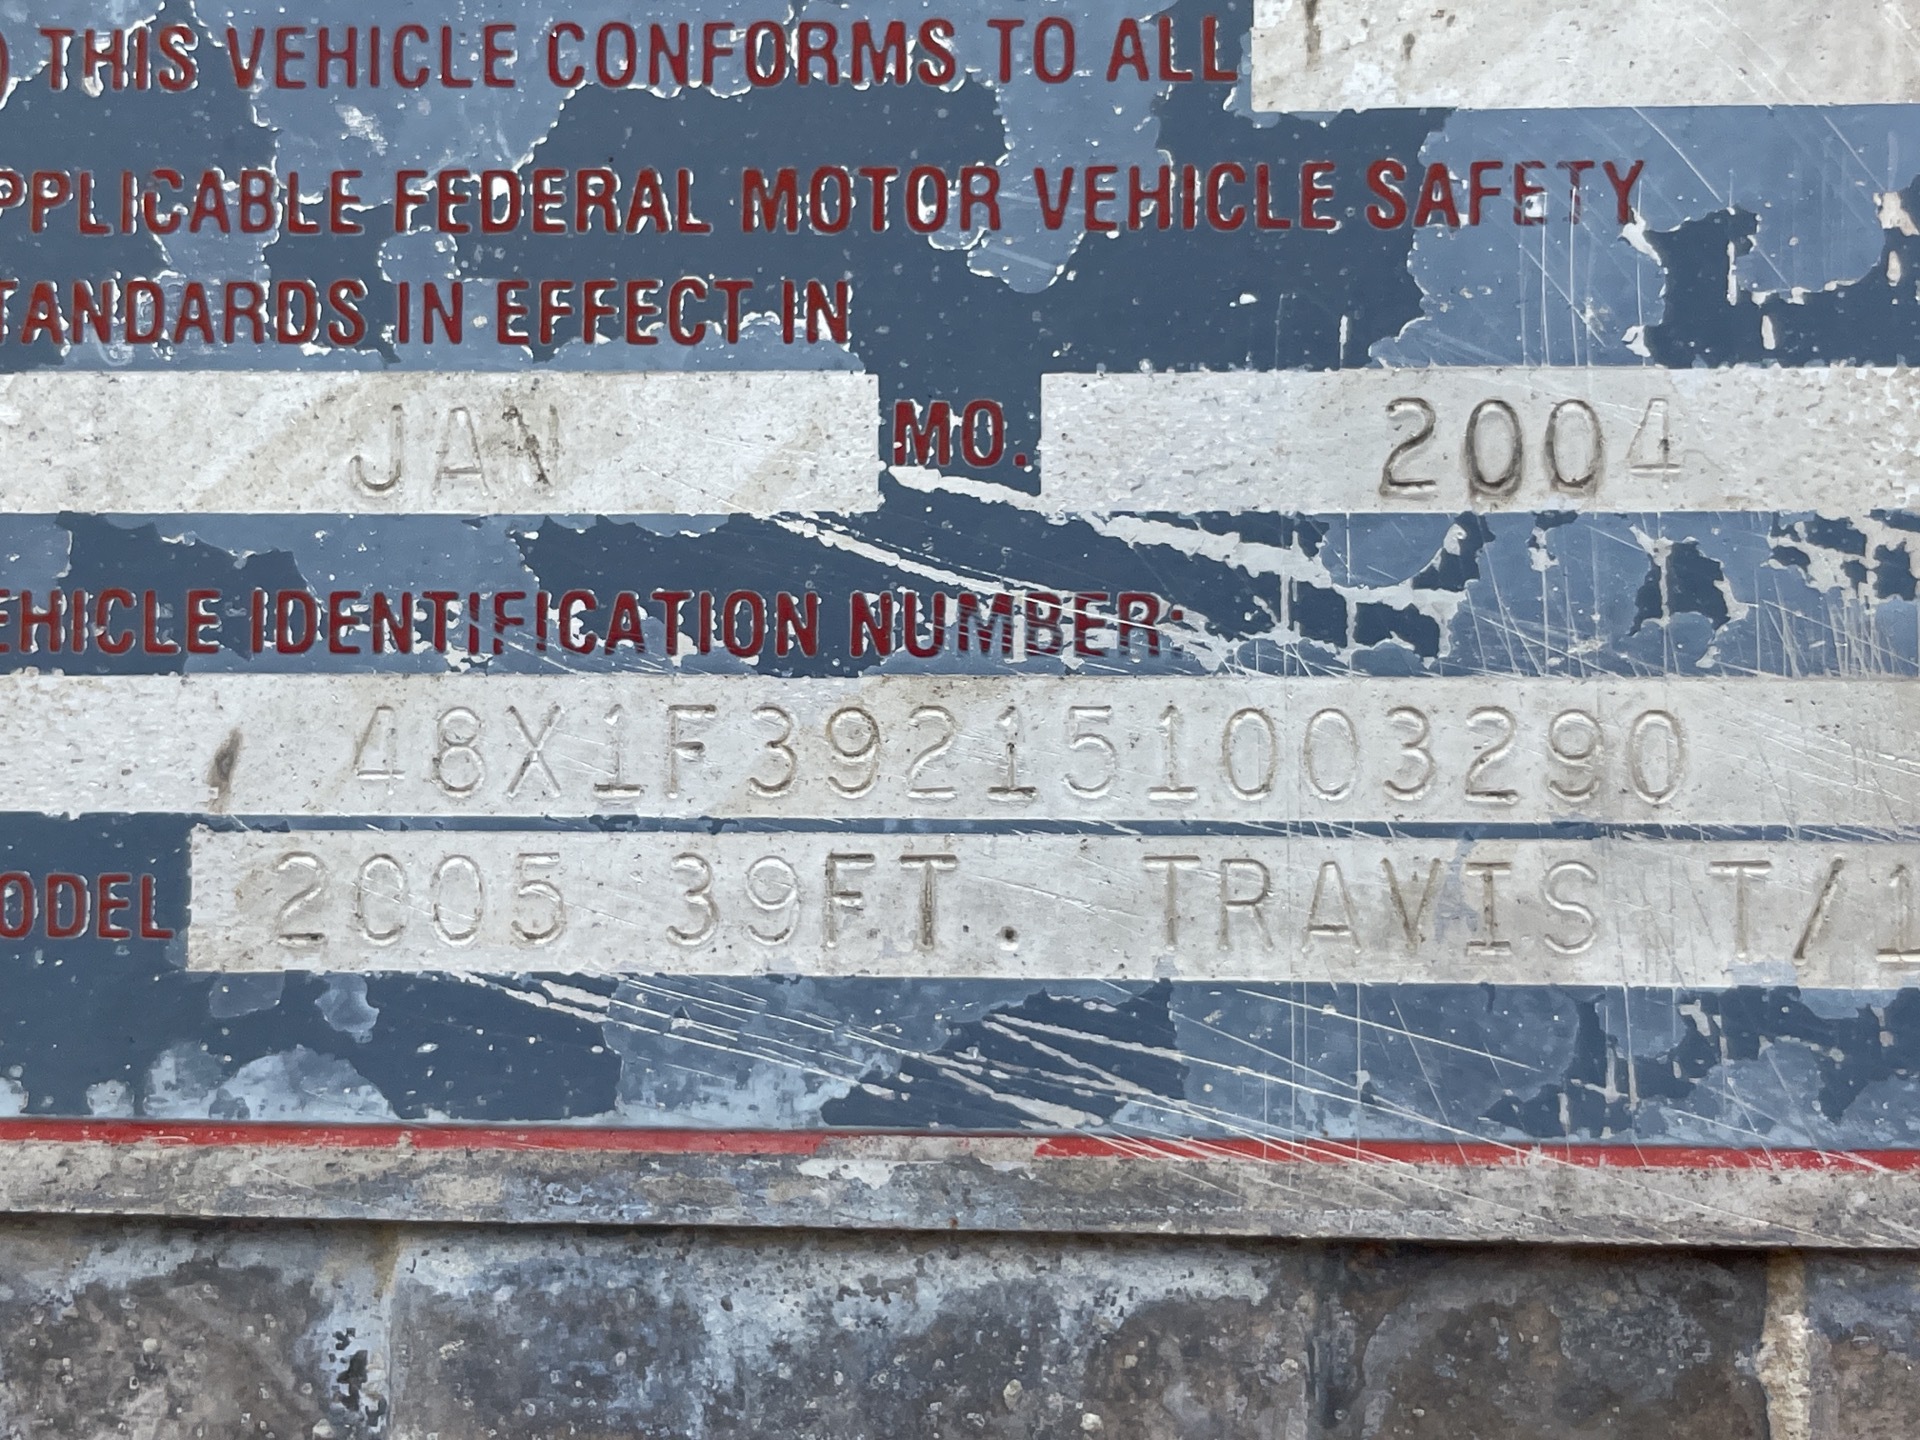 ) THIS VEHICLE CONFORMS TO ALL
PPLICABLE FEDERAL MOTOR VEHICLE SAFETY
TANDARDS IN EFFECT IN
JAN MO. 2004
EHICLE IDENTIFICATION NUMBER:
48X1F392151003290
ODEL 2005 39FT. TRAVIS T/1